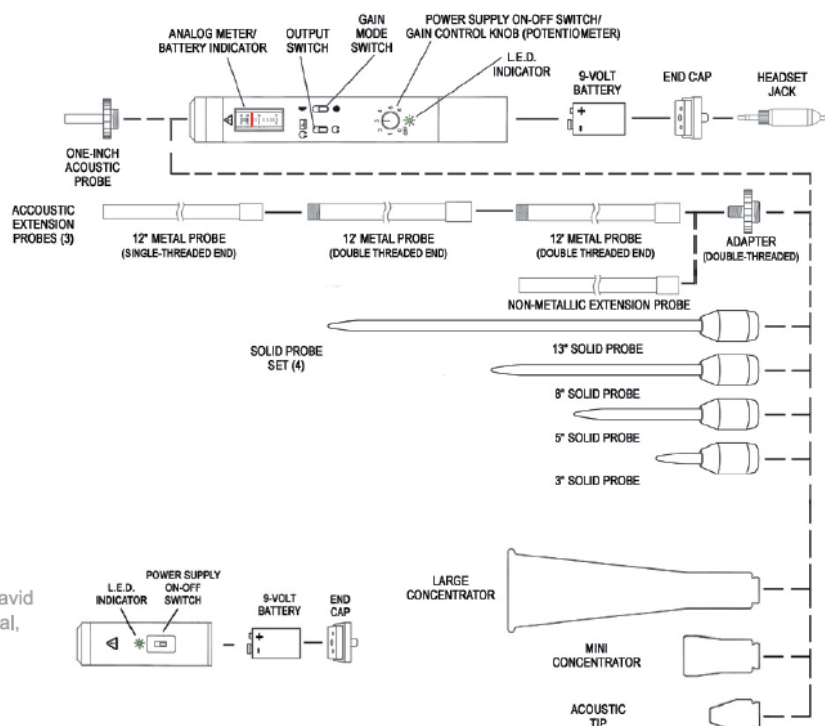 ANALOG METER/
BATTERY INDICATOR
OUTPUT
SWITCH
GAIN
MODE
SWITCH
POWER SUPPLY ON-OFF SWITCH/
GAIN CONTROL KNOB (POTENTIOMETER)
L.E.D.
INDICATOR
9-VOLT
BATTERY
END CAP
HEADSET
JACK
+
-
ONE-INCH
ACOUSTIC
PROBE
ACCOUSTIC
EXTENSION
PROBES (3)
12" METAL PROBE
(SINGLE-THREADED END)
12' METAL PROBE
(DOUBLE THREADED END)
12' METAL PROBE
(DOUBLE THREADED END)
ADAPTER
(DOUBLE-THREADED)
NON-METALLIC EXTENSION PROBE
SOLID PROBE
SET (4)
13" SOLID PROBE
8" SOLID PROBE
5" SOLID PROBE
3" SOLID PROBE
LARGE
CONCENTRATOR
MINI
CONCENTRATOR
ACOUSTIC
TIP
avid
al,
L.E.D.
INDICATOR
POWER SUPPLY
ON-OFF
SWITCH
9-VOLT
BATTERY
END
CAP
+
-